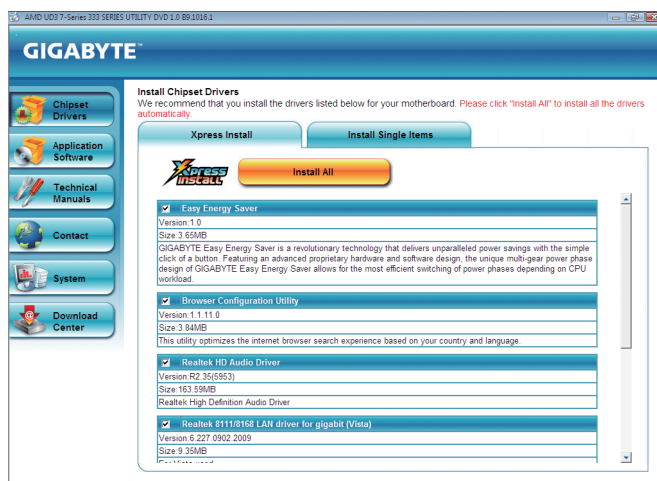 AMD UD3 7-Series 333 SERIES UTILITY DVD 1.0 B9.1016.1
GIGABYTE™
Chipset
Drivers
Application
Software
Technical
Manuals
Contact
System
Download
Center
Install Chipset Drivers
We recommend that you install the drivers listed below for your motherboard. Please click "Install All" to install all the drivers
automatically.
Xpress Install
Install Single Items
Xpress
INSTALL
Install All
Easy Energy Saver
Version:1.0
Size:3.65MB
GIGABYTE Easy Energy Saver is a revolutionary technology that delivers unparalleled power savings with the simple
click of a button. Featuring an advanced proprietary hardware and software design, the unique multi-gear power phase
design of GIGABYTE Easy Energy Saver allows for the most efficient switching of power phases depending on CPU
workload.
Browser Configuration Utility
Version:1.1.11.0
Size:3.84MB
This utility optimizes the internet browser search experience based on your country and language.
Realtek HD Audio Driver
Version:R2.35(5953)
Size:163.59MB
Realtek High Definition Audio Driver
Realtek 8111/8168 LAN driver for gigabit (Vista)
Version:6.227.0902.2009
Size:9.35MB
For Vista used